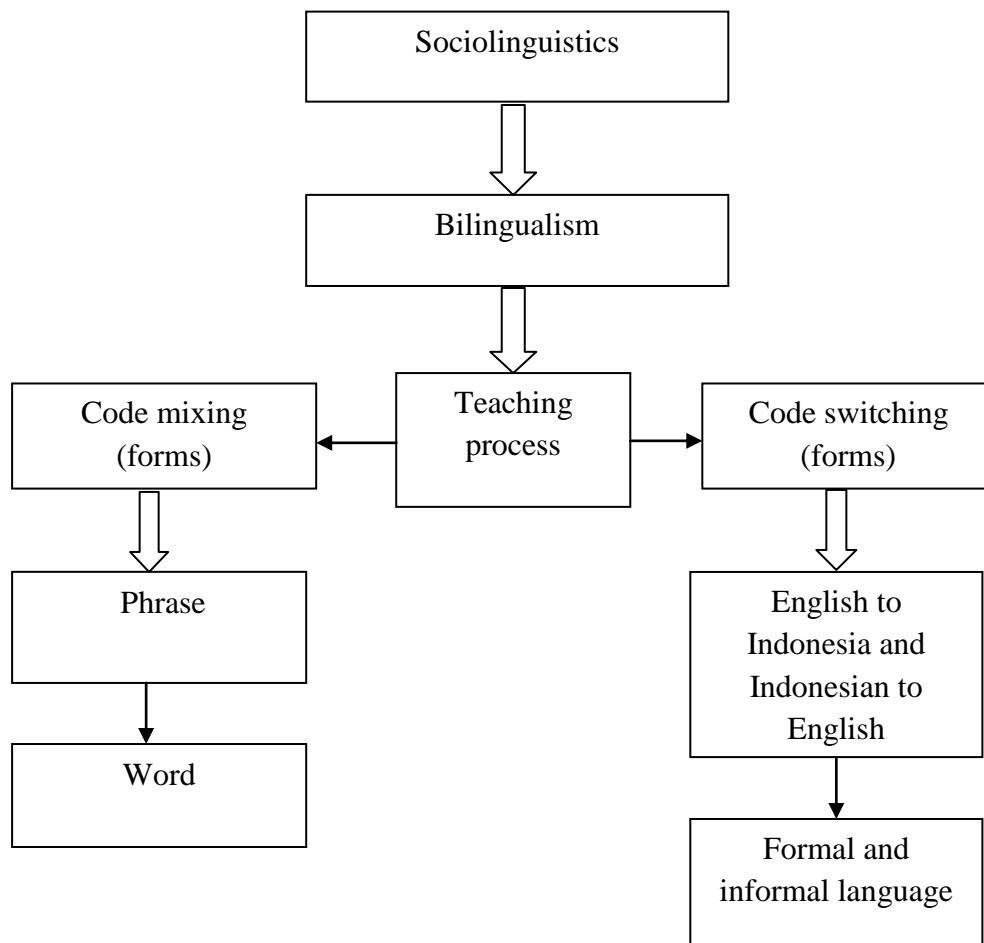 Sociolinguistics
Bilingualism
Teaching
process
Code mixing
(forms)
Code switching
(forms)
Phrase
Word
English to
Indonesia and
Indonesian to
English
Formal and
informal language